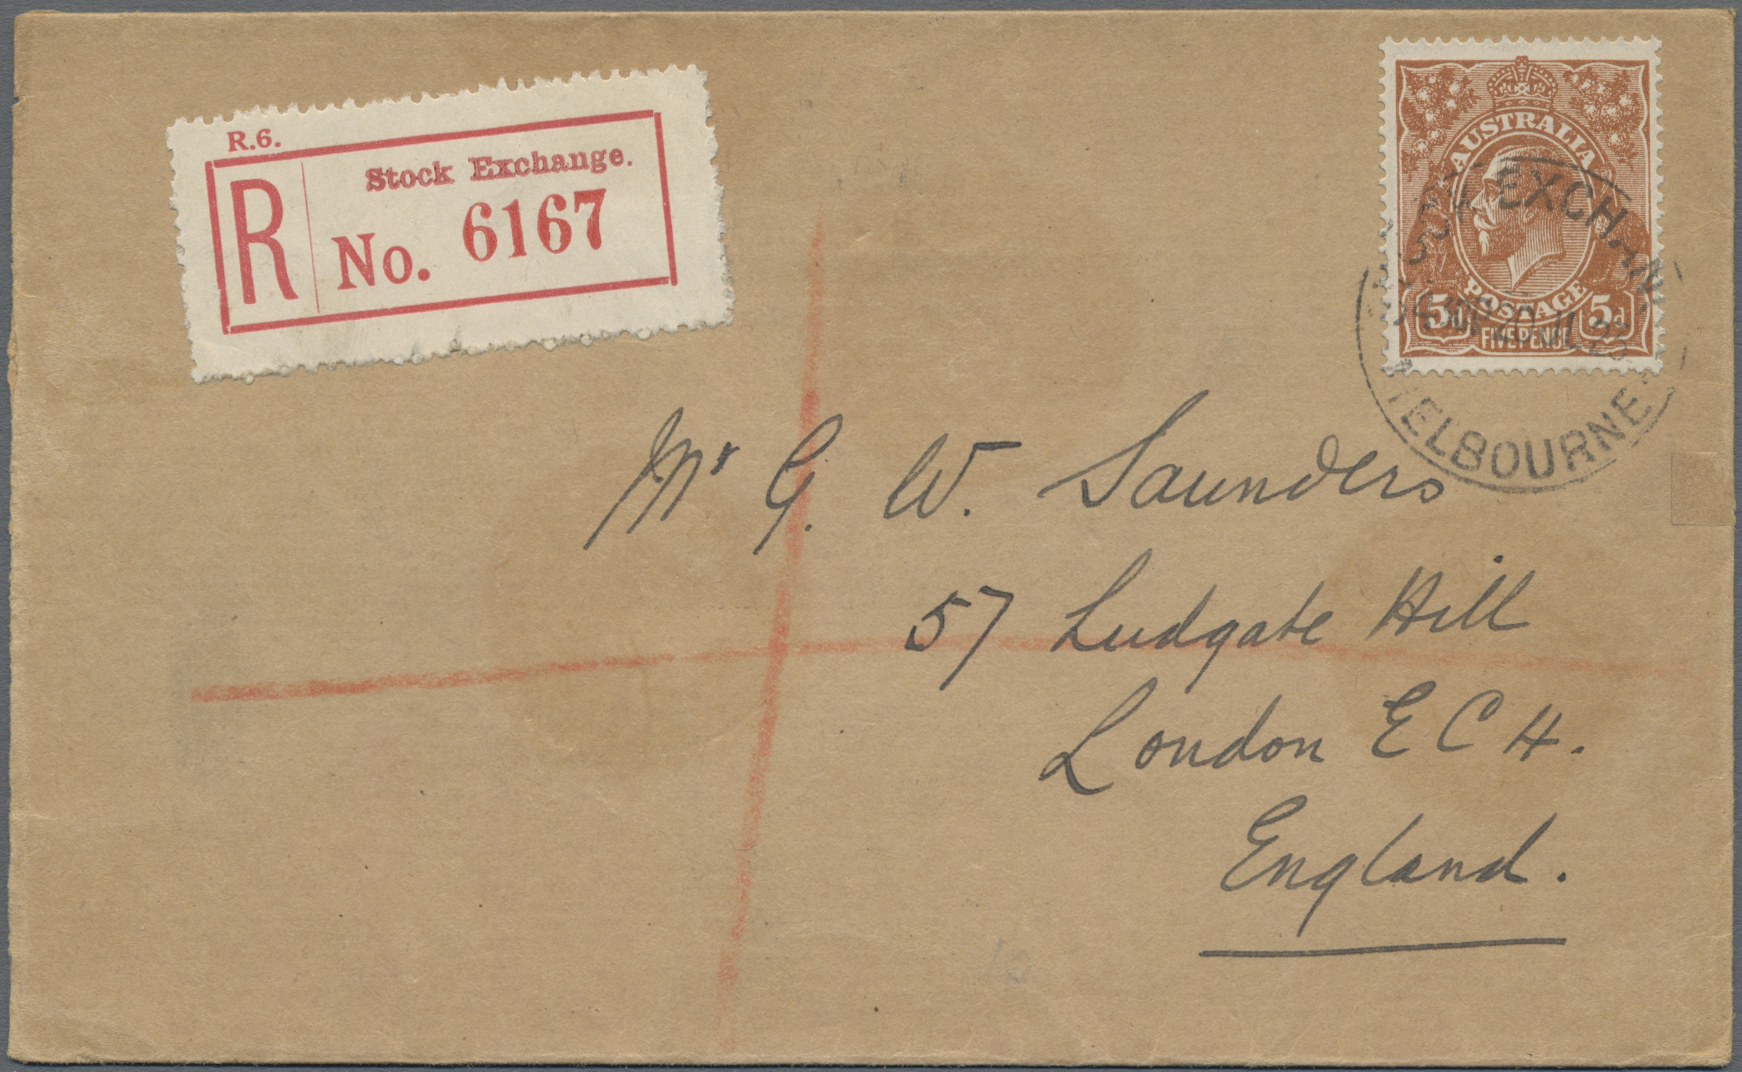 R.6.
R
Stock Exchange.
No. 6167
AUSTRALIA
POSTAGE
5d 5d
FIVE PENCE
EXCHAN
MELBOURNE
Mr G. W. Saunders
57 Ludgate Hill
London E C 4.
England.